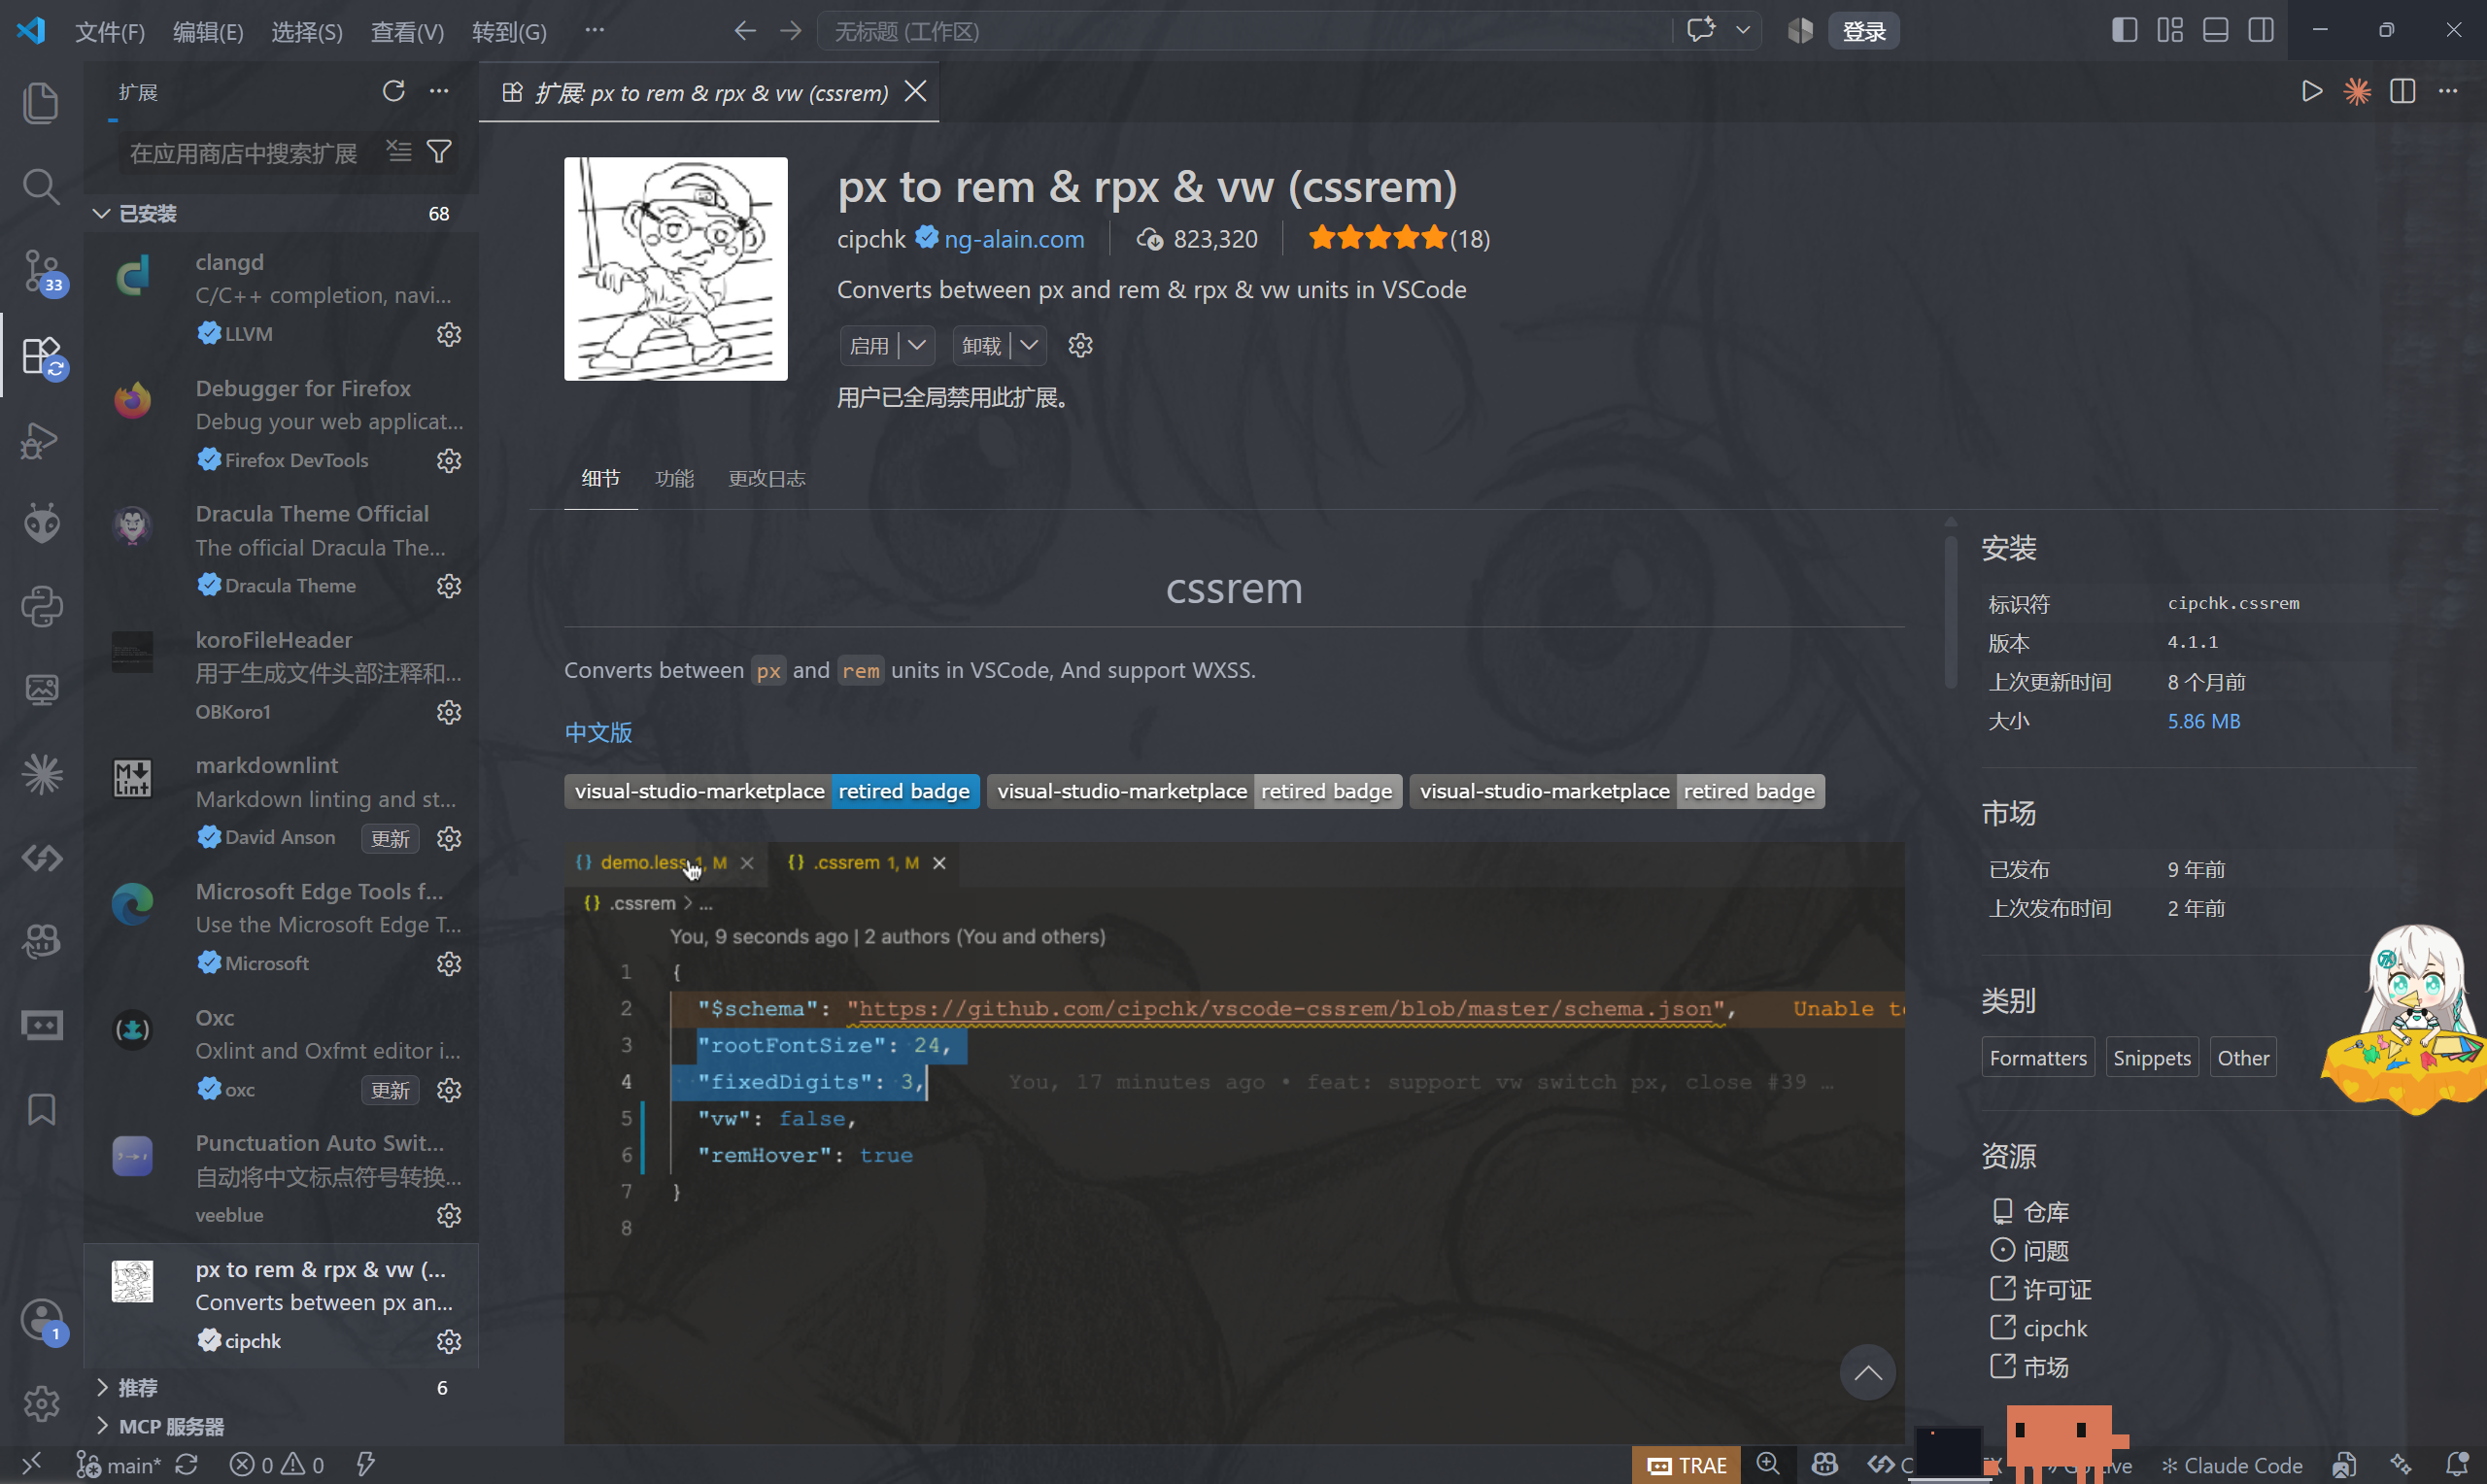 文件(F) 编辑(E) 选择(S) 查看(V) 转到(G) ···
无标题 (工作区)
登录
扩展
在应用商店中搜索扩展
已安装 68
clangd
C/C++ completion, navi...
LLVM
Debugger for Firefox
Debug your web applicat...
Firefox DevTools
Dracula Theme Official
The official Dracula The...
Dracula Theme
koroFileHeader
用于生成文件头部注释和...
OBKoro1
markdownlint
Markdown linting and st...
David Anson 更新
Microsoft Edge Tools f...
Use the Microsoft Edge T...
Microsoft
Oxc
Oxlint and Oxfmt editor i...
oxc 更新
Punctuation Auto Swit...
自动将中文标点符号转换...
veeblue
px to rem & rpx & vw (...
Converts between px an...
cipchk
推荐 6
MCP 服务器
33
1
扩展: px to rem & rpx & vw (cssrem)
px to rem & rpx & vw (cssrem)
cipchk ng-alain.com 823,320 (18)
Converts between px and rem & rpx & vw units in VSCode
启用 卸载
用户已全局禁用此扩展。
细节 功能 更改日志
cssrem
Converts between px and rem units in VSCode, And support WXSS.
中文版
visual-studio-marketplace retired badge visual-studio-marketplace retired badge visual-studio-marketplace retired badge
{} demo.less 1, M {} .cssrem 1, M
{} .cssrem > ...
You, 9 seconds ago | 2 authors (You and others)
1 {
2 "$schema": "https://github.com/cipchk/vscode-cssrem/blob/master/schema.json", Unable t
3 "rootFontSize": 24,
4 "fixedDigits": 3, You, 17 minutes ago • feat: support vw switch px, close #39 …
5 "vw": false,
6 "remHover": true
7 }
8
安装
标识符 cipchk.cssrem
版本 4.1.1
上次更新时间 8 个月前
大小 5.86 MB
市场
已发布 9 年前
上次发布时间 2 年前
类别
Formatters Snippets Other
资源
仓库
问题
许可证
cipchk
市场
main* 0 0
TRAE
Claude Code